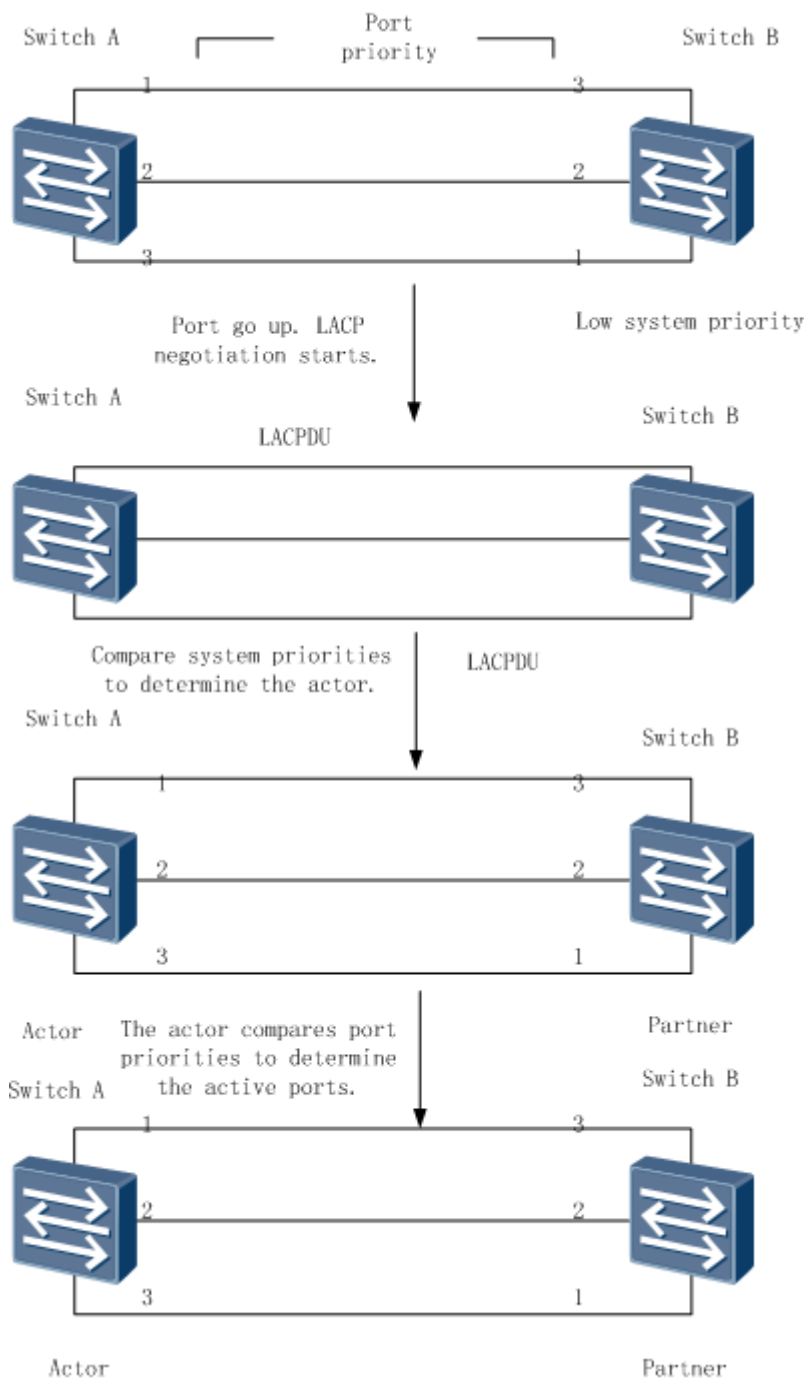 Port
priority
Switch A
Switch B
1
3
2
2
3
1
Port go up. LACP
negotiation starts.
Low system priority
Switch A
Switch B
LACPDU
Compare system priorities
to determine the actor.
LACPDU
Switch A
Switch B
1
3
2
2
3
1
Actor
The actor compares port
priorities to determine
the active ports.
Partner
Switch A
Switch B
1
3
2
2
3
1
Actor
Partner